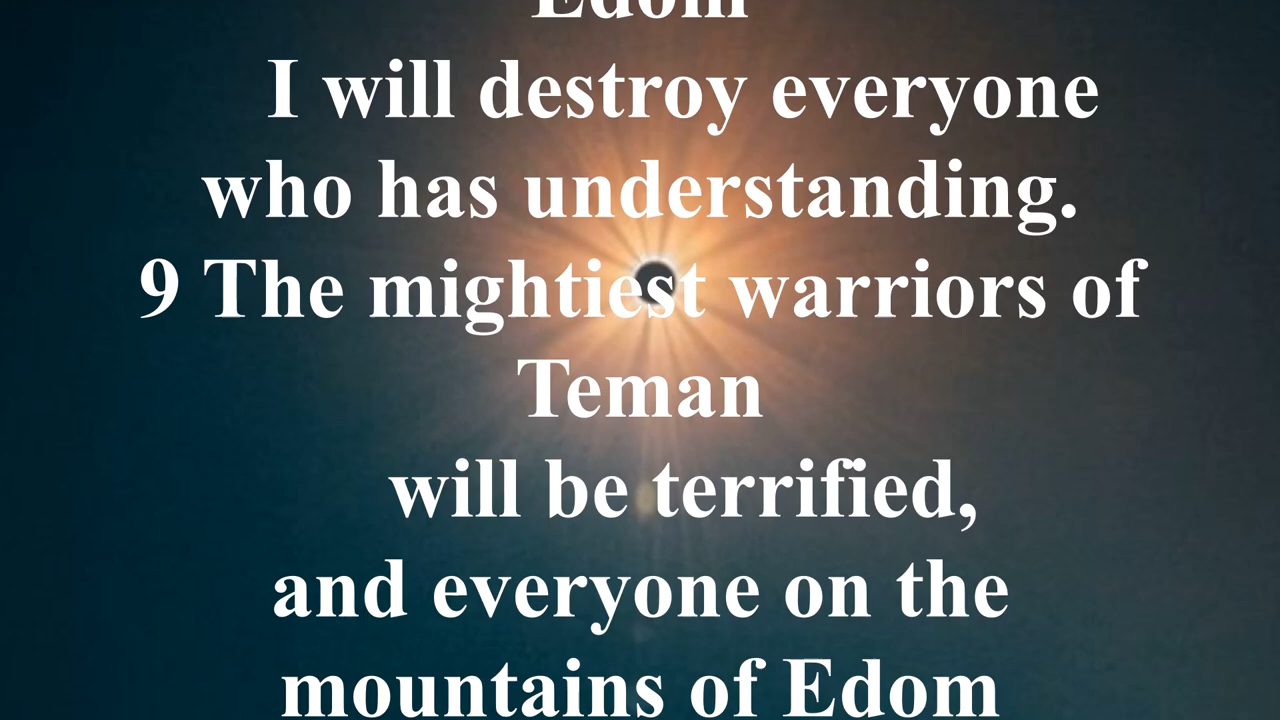 Edom
I will destroy everyone
who has understanding.
9 The mightiest warriors of
Teman
will be terrified,
and everyone on the
mountains of Edom